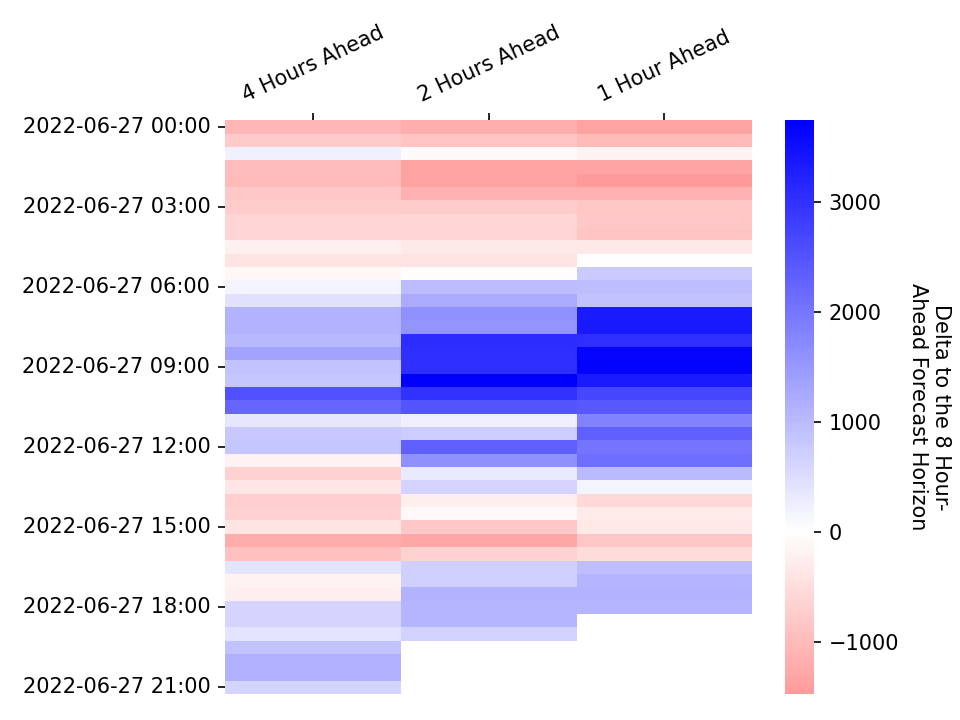 4 Hours Ahead
2 Hours Ahead
1 Hour Ahead
2022-06-27 00:00
2022-06-27 03:00
2022-06-27 06:00
2022-06-27 09:00
2022-06-27 12:00
2022-06-27 15:00
2022-06-27 18:00
2022-06-27 21:00
3000
2000
1000
0
−1000
Delta to the 8 Hour-
Ahead Forecast Horizon